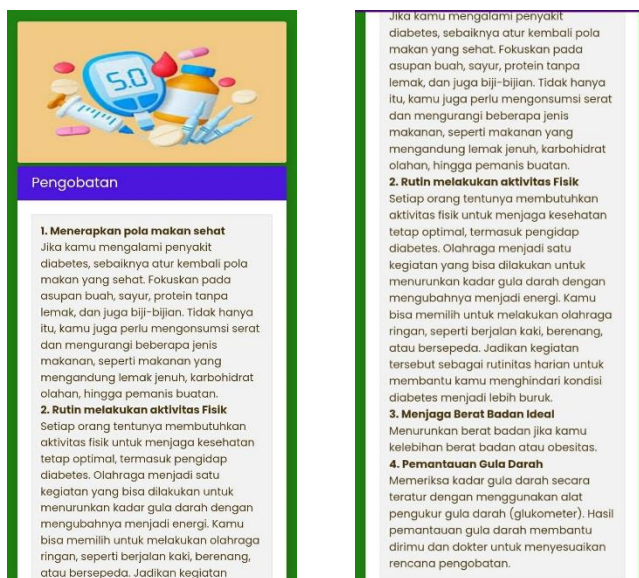 5.0
Pengobatan
1. Menerapkan pola makan sehat
Jika kamu mengalami penyakit
diabetes, sebaiknya atur kembali pola
makan yang sehat. Fokuskan pada
asupan buah, sayur, protein tanpa
lemak, dan juga biji-bijian. Tidak hanya
itu, kamu juga perlu mengonsumsi serat
dan mengurangi beberapa jenis
makanan, seperti makanan yang
mengandung lemak jenuh, karbohidrat
olahan, hingga pemanis buatan.
2. Rutin melakukan aktivitas Fisik
Setiap orang tentunya membutuhkan
aktivitas fisik untuk menjaga kesehatan
tetap optimal, termasuk pengidap
diabetes. Olahraga menjadi satu
kegiatan yang bisa dilakukan untuk
menurunkan kadar gula darah dengan
mengubahnya menjadi energi. Kamu
bisa memilih untuk melakukan olahraga
ringan, seperti berjalan kaki, berenang,
atau bersepeda. Jadikan kegiatan
Jika kamu mengalami penyakit
diabetes, sebaiknya atur kembali pola
makan yang sehat. Fokuskan pada
asupan buah, sayur, protein tanpa
lemak, dan juga biji-bijian. Tidak hanya
itu, kamu juga perlu mengonsumsi serat
dan mengurangi beberapa jenis
makanan, seperti makanan yang
mengandung lemak jenuh, karbohidrat
olahan, hingga pemanis buatan.
2. Rutin melakukan aktivitas Fisik
Setiap orang tentunya membutuhkan
aktivitas fisik untuk menjaga kesehatan
tetap optimal, termasuk pengidap
diabetes. Olahraga menjadi satu
kegiatan yang bisa dilakukan untuk
menurunkan kadar gula darah dengan
mengubahnya menjadi energi. Kamu
bisa memilih untuk melakukan olahraga
ringan, seperti berjalan kaki, berenang,
atau bersepeda. Jadikan kegiatan
tersebut sebagai rutinitas harian untuk
membantu kamu menghindari kondisi
diabetes menjadi lebih buruk.
3. Menjaga Berat Badan Ideal
Menurunkan berat badan jika kamu
kelebihan berat badan atau obesitas.
4. Pemantauan Gula Darah
Memeriksa kadar gula darah secara
teratur dengan menggunakan alat
pengukur gula darah (glukometer). Hasil
pemantauan gula darah membantu
dirimu dan dokter untuk menyesuaikan
rencana pengobatan.